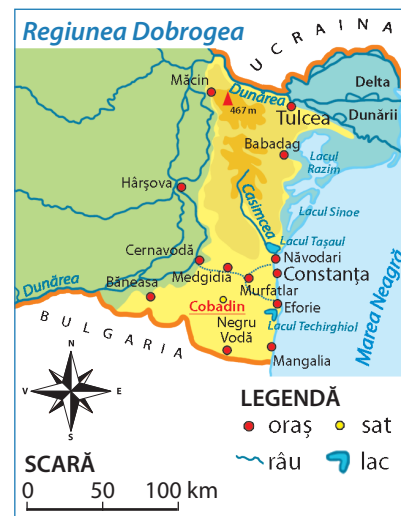 Regiunea Dobrogea
UCRAINA
Măcin
Dunărea
467 m
Tulcea
Delta
Dunării
Babadag
Lacul
Razim
Hârșova
Casimcea
Lacul Sinoe
Lacul Tașaul
Cernavodă
Năvodari
Medgidia
Constanța
Băneasa
Murfatlar
Dunărea
Cobadin
Eforie
Negru
Vodă
Lacul Techirghiol
Mangalia
Marea Neagră
BULGARIA
N
V
E
S
LEGENDĂ
oraș
sat
râu
lac
SCARĂ
0 50 100 km